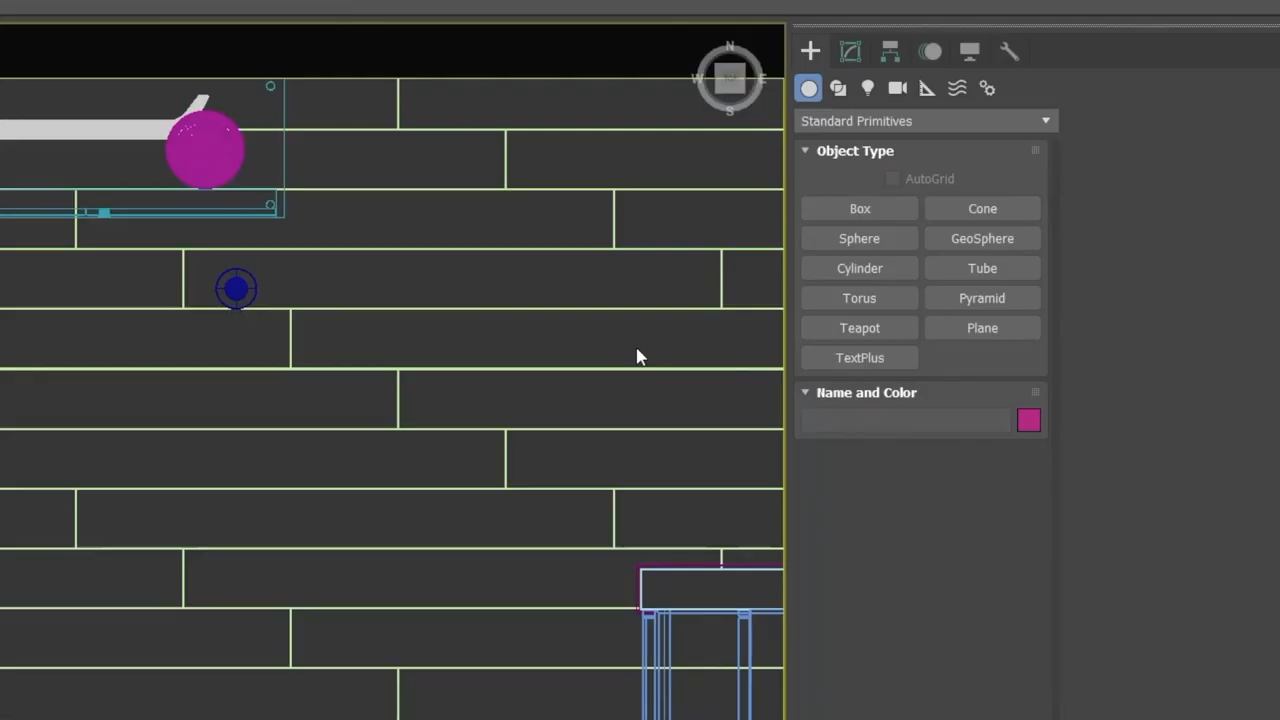 N
W E
S
Standard Primitives
Object Type
AutoGrid
Box Cone
Sphere GeoSphere
Cylinder Tube
Torus Pyramid
Teapot Plane
TextPlus
Name and Color